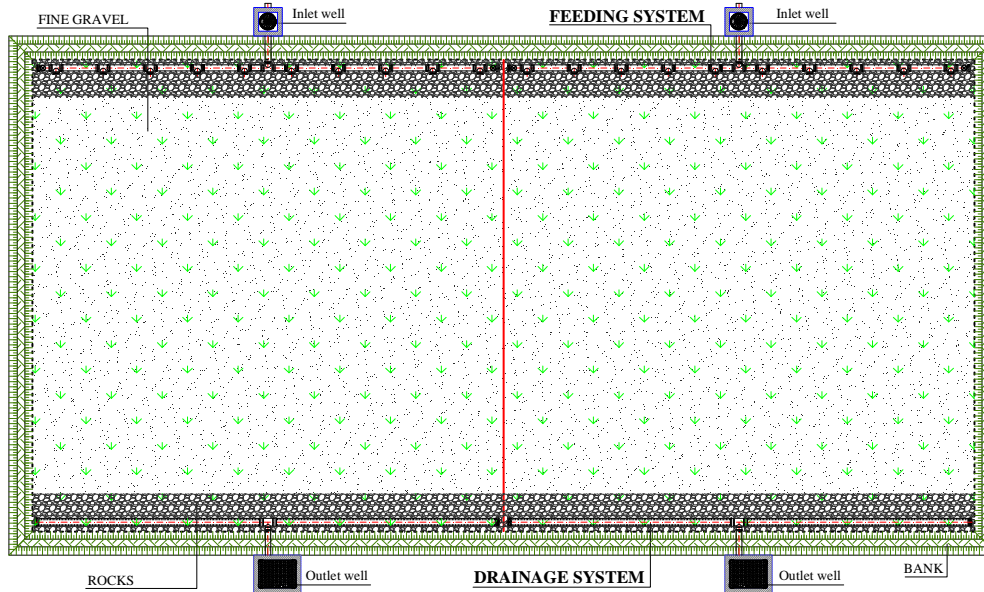 FINE GRAVEL
Inlet well
FEEDING SYSTEM
Inlet well
ROCKS
Outlet well
DRAINAGE SYSTEM
Outlet well
BANK